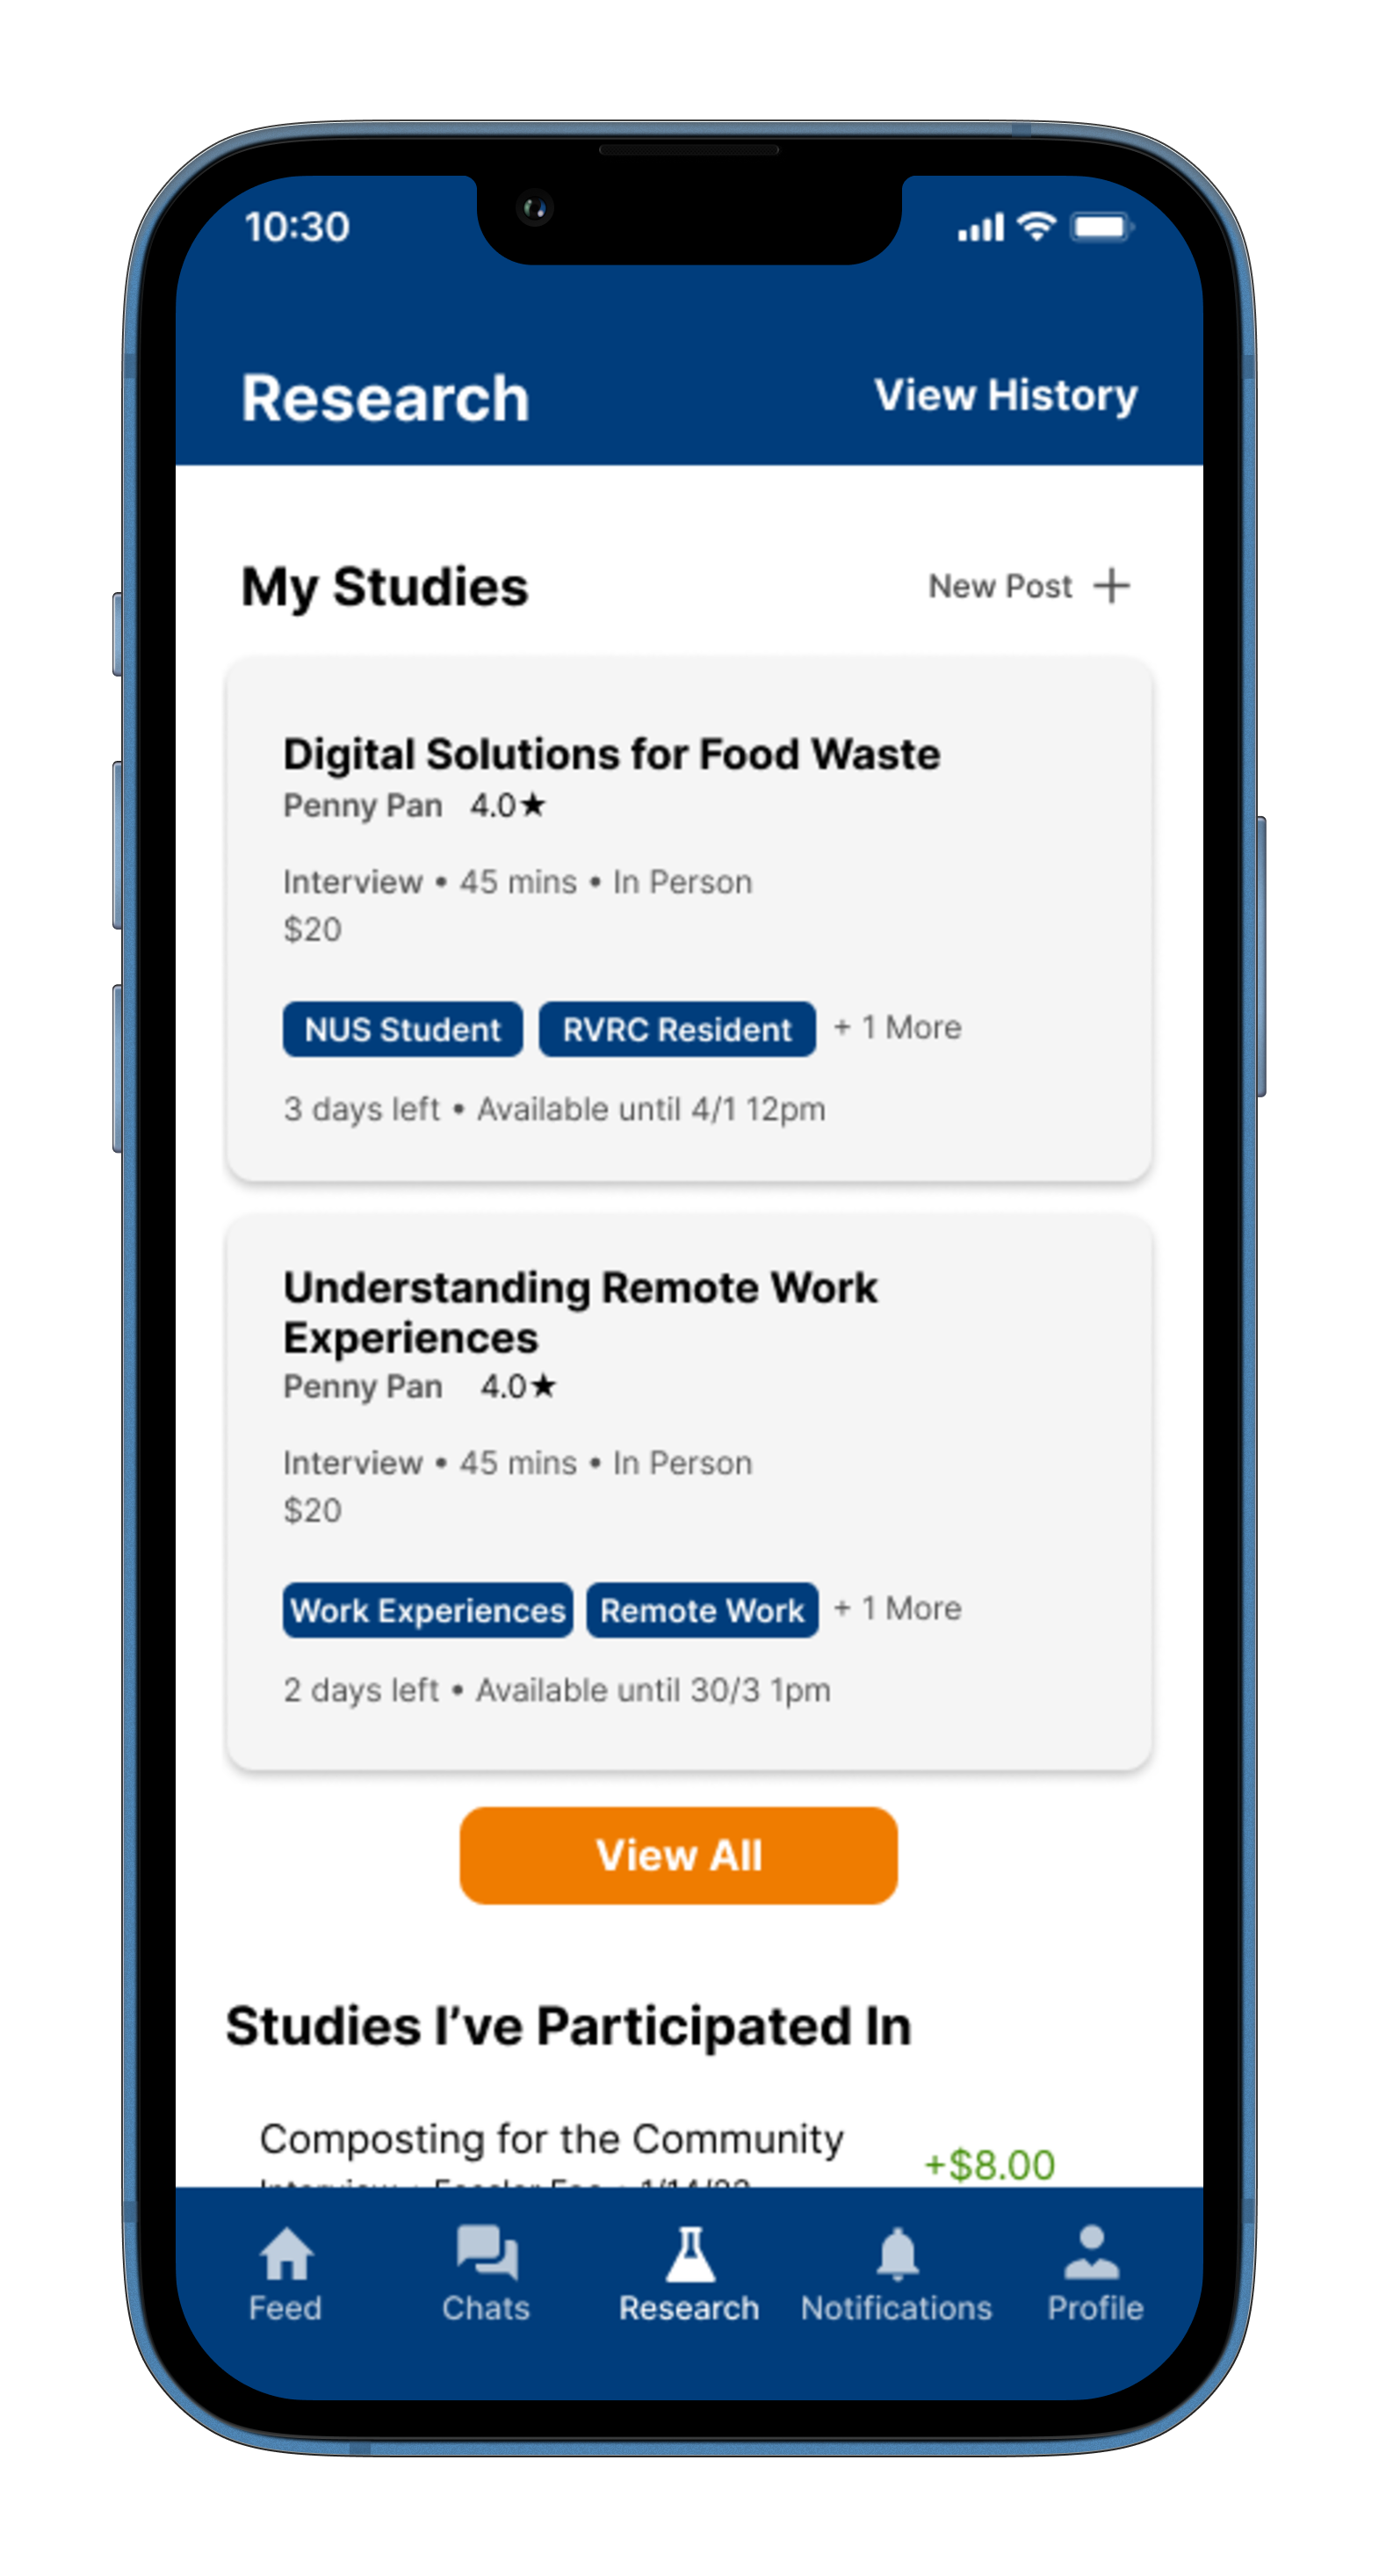 10:30
Research
View History
My Studies
New Post +
Digital Solutions for Food Waste
Penny Pan 4.0★
Interview • 45 mins • In Person
$20
NUS Student RVRC Resident + 1 More
3 days left • Available until 4/1 12pm
Understanding Remote Work
Experiences
Penny Pan 4.0★
Interview • 45 mins • In Person
$20
Work Experiences Remote Work + 1 More
2 days left • Available until 30/3 1pm
View All
Studies I’ve Participated In
Composting for the Community
+$8.00
Feed Chats Research Notifications Profile